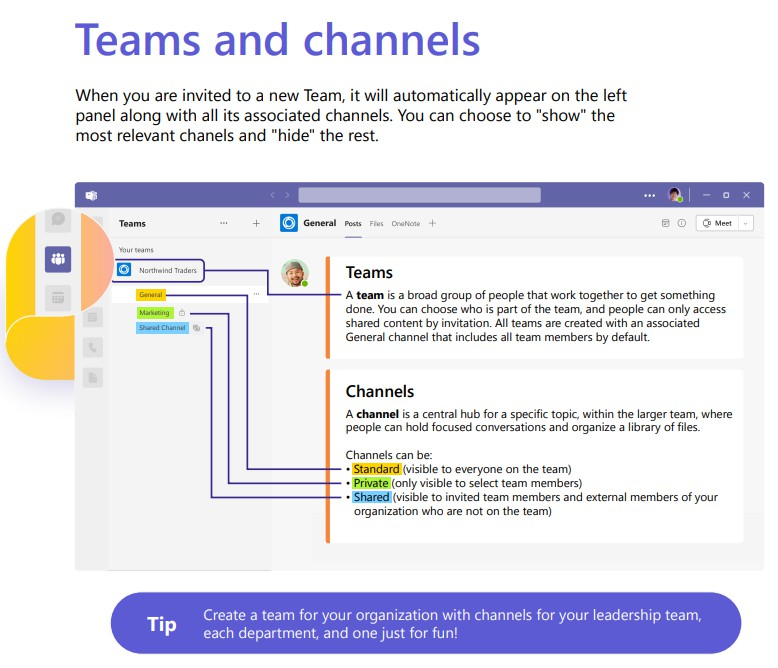 Teams and channels
When you are invited to a new Team, it will automatically appear on the left
panel along with all its associated channels. You can choose to "show" the
most relevant chanels and "hide" the rest.
Teams
General Posts Files OneNote
Meet
Your teams
Northwind Traders
General
Marketing
Shared Channel
Teams
A team is a broad group of people that work together to get something
done. You can choose who is part of the team, and people can only access
shared content by invitation. All teams are created with an associated
General channel that includes all team members by default.
Channels
A channel is a central hub for a specific topic, within the larger team, where
people can hold focused conversations and organize a library of files.
Channels can be:
• Standard (visible to everyone on the team)
• Private (only visible to select team members)
• Shared (visible to invited team members and external members of your
organization who are not on the team)
Tip
Create a team for your organization with channels for your leadership team,
each department, and one just for fun!